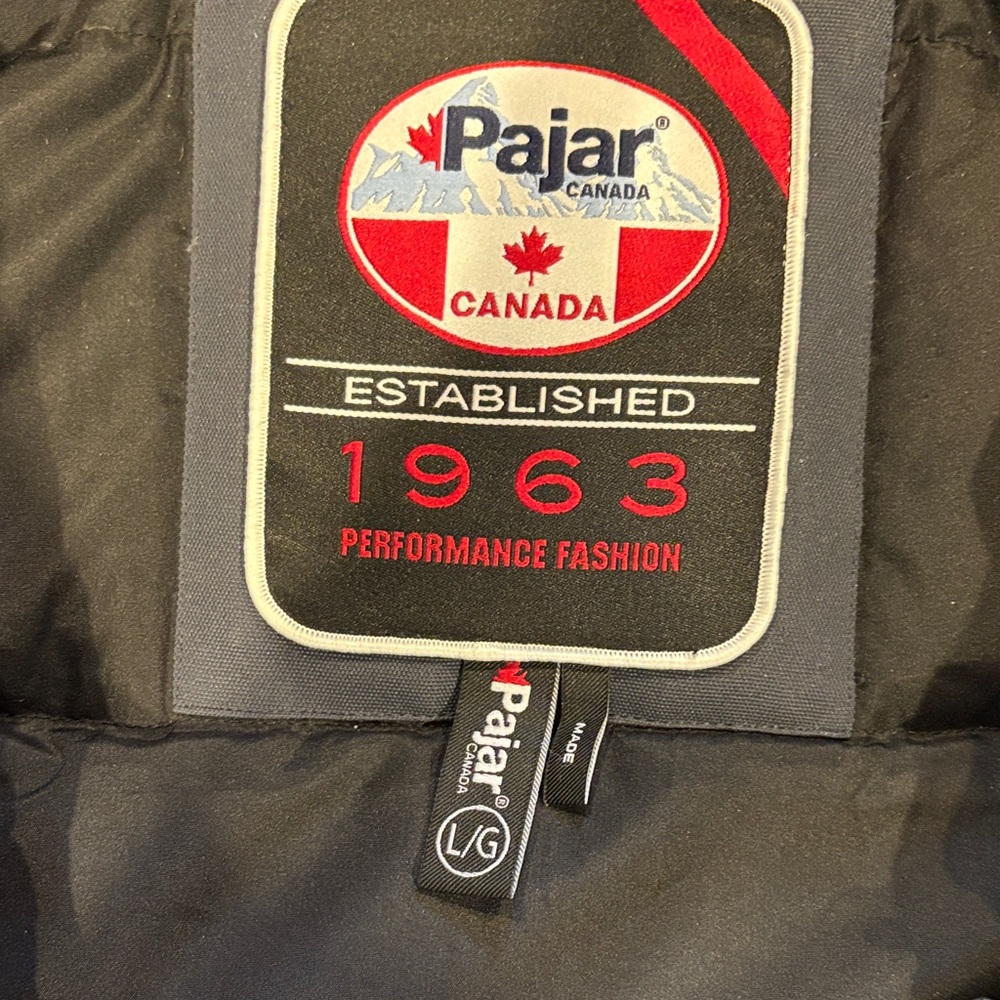 Pajar®
CANADA
CANADA
ESTABLISHED
1963
PERFORMANCE FASHION
Pajar®
CANADA
L/G
MADE